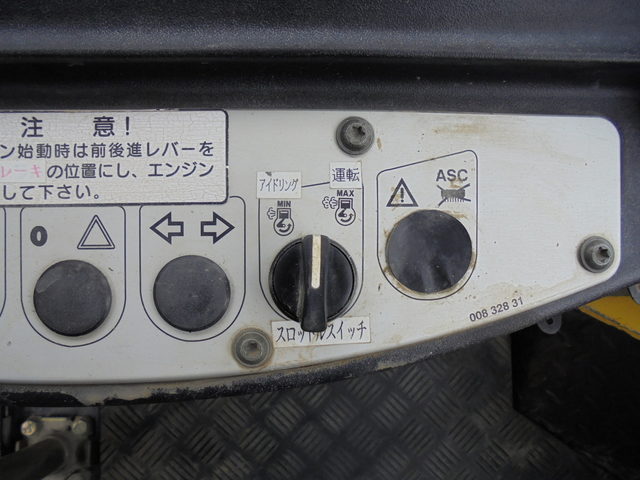 注 意!
ン始動時は前後進レバーを
レーキの位置にし、エンジン
して下さい。
アイドリング
運転
MIN
MAX
ASC
0
スロットルスイッチ
008 328 31